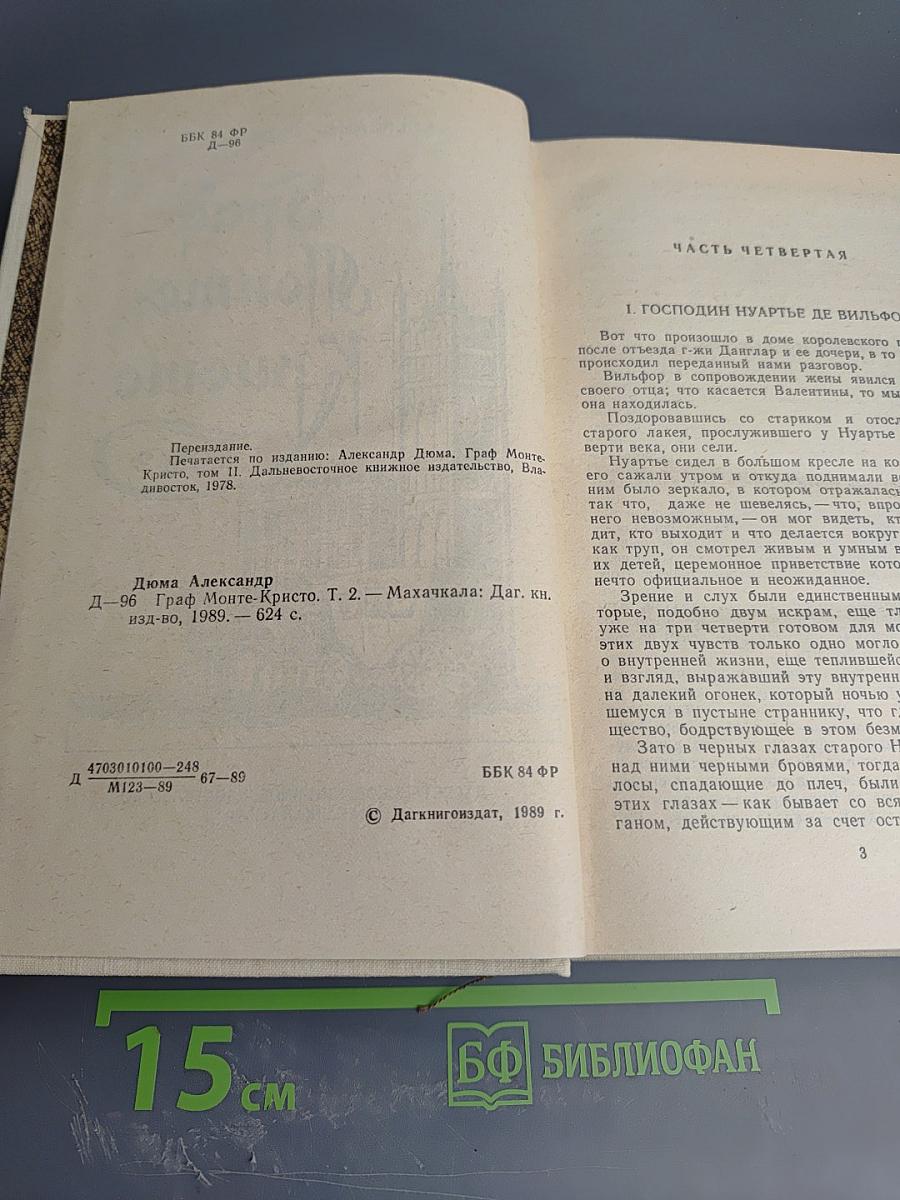 ББК 84 ФР
Д—96
Переиздание.
Печатается по изданию: Александр Дюма. Граф Монте-
Кристо, том II. Дальневосточное книжное издательство, Вла-
дивосток, 1978.
Дюма Александр
Д—96 Граф Монте-Кристо. Т. 2. — Махачкала: Даг. кн.
изд-во, 1989. — 624 с.
Д 4703010100—248 67—89
М123—89
ББК 84 ФР
© Дагкнигоиздат, 1989 г.
ЧАСТЬ ЧЕТВЕРТАЯ
I. ГОСПОДИН НУАРТЬЕ ДЕ ВИЛЬФО
Вот что произошло в доме королевского
после отъезда г-жи Данглар и ее дочери, в то
происходил переданный нами разговор.
Вильфор в сопровождении жены явился
своего отца; что касается Валентины, то мы
она находилась.
Поздоровавшись со стариком и отосл
старого лакея, прослужившего у Нуартье
верти века, они сели.
Нуартье сидел в большом кресле на ко
его сажали утром и откуда поднимали в
ним было зеркало, в котором отражалась
так что, даже не шевелясь, — что, впро
него невозможным, — он мог видеть, кт
дит, кто выходит и что делается вокруг
как труп, он смотрел живым и умным в
их детей, церемонное приветствие кото
нечто официальное и неожиданное.
Зрение и слух были единственным
торые, подобно двум искрам, еще тл
уже на три четверти готовом для мо
этих двух чувств только одно могло
о внутренней жизни, еще теплившейс
и взгляд, выражавший эту внутренн
на далекий огонек, который ночью у
шемуся в пустыне страннику, что г
щество, бодрствующее в этом безм
Зато в черных глазах старого Н
над ними черными бровями, тогда
лосы, спадающие до плеч, были
этих глазах — как бывает со вся
ганом, действующим за счет ост
3
15 см
БФ БИБЛИОФАН